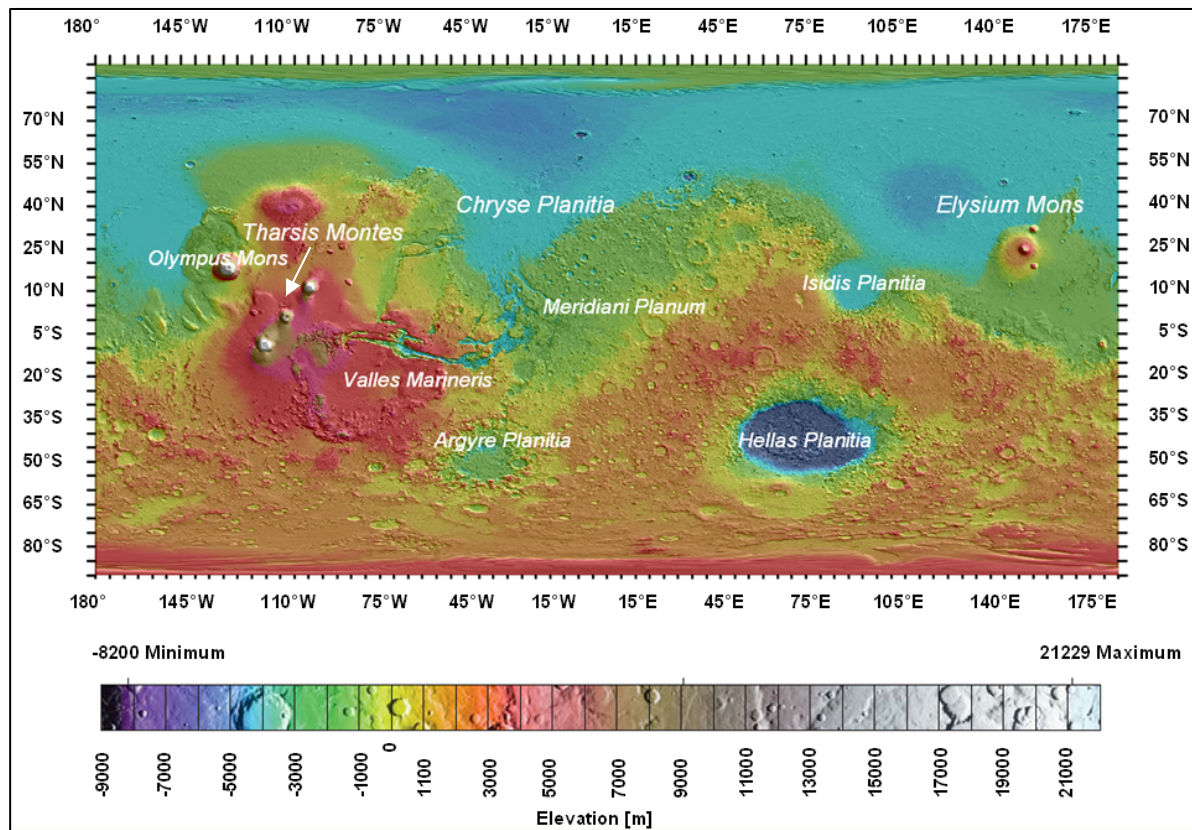 180° 145°W 110°W 75°W 45°W 15°W 15°E 45°E 75°E 105°E 140°E 175°E
70°N 70°N
55°N 55°N
40°N Chryse Planitia Elysium Mons 40°N
Tharsis Montes
25°N 25°N
Olympus Mons
Isidis Planitia
10°N Meridiani Planum 10°N
5°S 5°S
20°S Valles Marineris 20°S
35°S 35°S
Argyre Planitia Hellas Planitia
50°S 50°S
65°S 65°S
80°S 80°S
180° 145°W 110°W 75°W 45°W 15°W 15°E 45°E 75°E 105°E 140°E 175°E
-8200 Minimum 21229 Maximum
-9000 -7000 -5000 -3000 -1000 0 1000 3000 5000 7000 9000 11000 13000 15000 17000 19000 21000
Elevation [m]